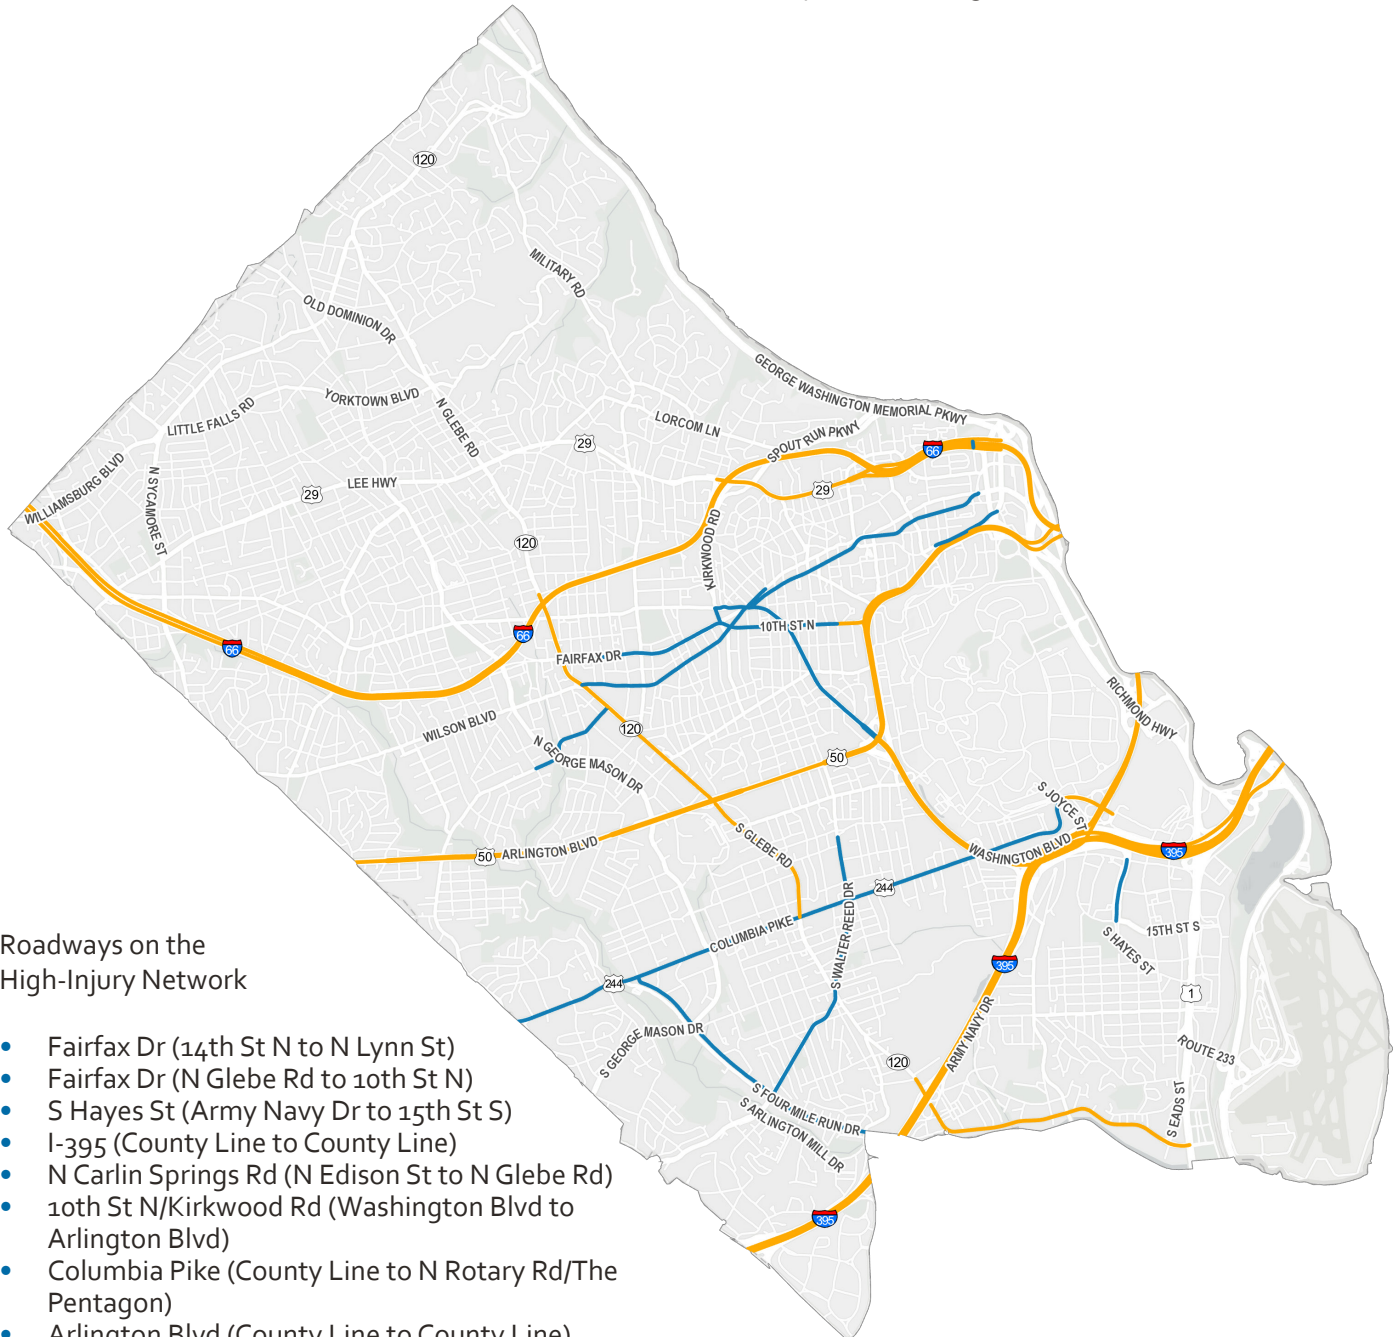 120
MILITARY RD
OLD DOMINION DR
GEORGE WASHINGTON MEMORIAL PKWY
YORKTOWN BLVD
LITTLE FALLS RD
N GLEBE RD
LORCOM LN
SPOUT RUN PKWY
29
66
WILLIAMSBURG BLVD
N SYCAMORE ST
LEE HWY
29
29
120
KIRKWOOD RD
10TH ST N
66
66
FAIRFAX DR
RICHMOND HWY
WILSON BLVD
120
N GEORGE MASON DR
50
S JOYCE ST
S GLEBE RD
50
ARLINGTON BLVD
WASHINGTON BLVD
395
244
COLUMBIA PIKE
S WALTER REED DR
15TH ST S
S HAYES ST
395
244
1
S GEORGE MASON DR
ARMY NAVY DR
ROUTE 233
120
S FOUR MILE RUN DR
S ARLINGTON MILL DR
S EADS ST
395
Roadways on the
High-Injury Network
• Fairfax Dr (14th St N to N Lynn St)
• Fairfax Dr (N Glebe Rd to 10th St N)
• S Hayes St (Army Navy Dr to 15th St S)
• I-395 (County Line to County Line)
• N Carlin Springs Rd (N Edison St to N Glebe Rd)
• 10th St N/Kirkwood Rd (Washington Blvd to
Arlington Blvd)
• Columbia Pike (County Line to N Rotary Rd/The
Pentagon)
• Arlington Blvd (County Line to County Line)